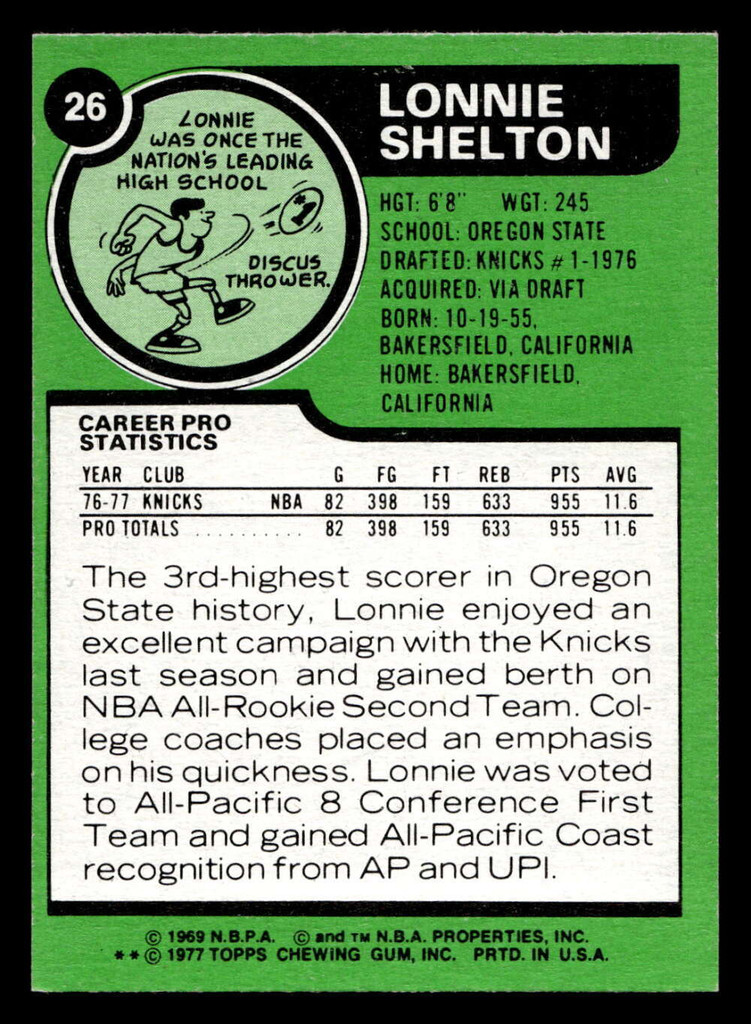 26
LONNIE
WAS ONCE THE
NATION'S LEADING
HIGH SCHOOL
#1
DISCUS
THROWER.
LONNIE
SHELTON
HGT: 6'8" WGT: 245
SCHOOL: OREGON STATE
DRAFTED: KNICKS # 1-1976
ACQUIRED: VIA DRAFT
BORN: 10-19-55,
BAKERSFIELD, CALIFORNIA
HOME: BAKERSFIELD,
CALIFORNIA
CAREER PRO
STATISTICS
YEAR CLUB G FG FT REB PTS AVG
76-77 KNICKS NBA 82 398 159 633 955 11.6
PRO TOTALS .......... 82 398 159 633 955 11.6
The 3rd-highest scorer in Oregon
State history, Lonnie enjoyed an
excellent campaign with the Knicks
last season and gained berth on
NBA All-Rookie Second Team. Col-
lege coaches placed an emphasis
on his quickness. Lonnie was voted
to All-Pacific 8 Conference First
Team and gained All-Pacific Coast
recognition from AP and UPI.
© 1969 N.B.P.A. © and TM N.B.A. PROPERTIES, INC.
**© 1977 TOPPS CHEWING GUM, INC. PRTD. IN U.S.A.